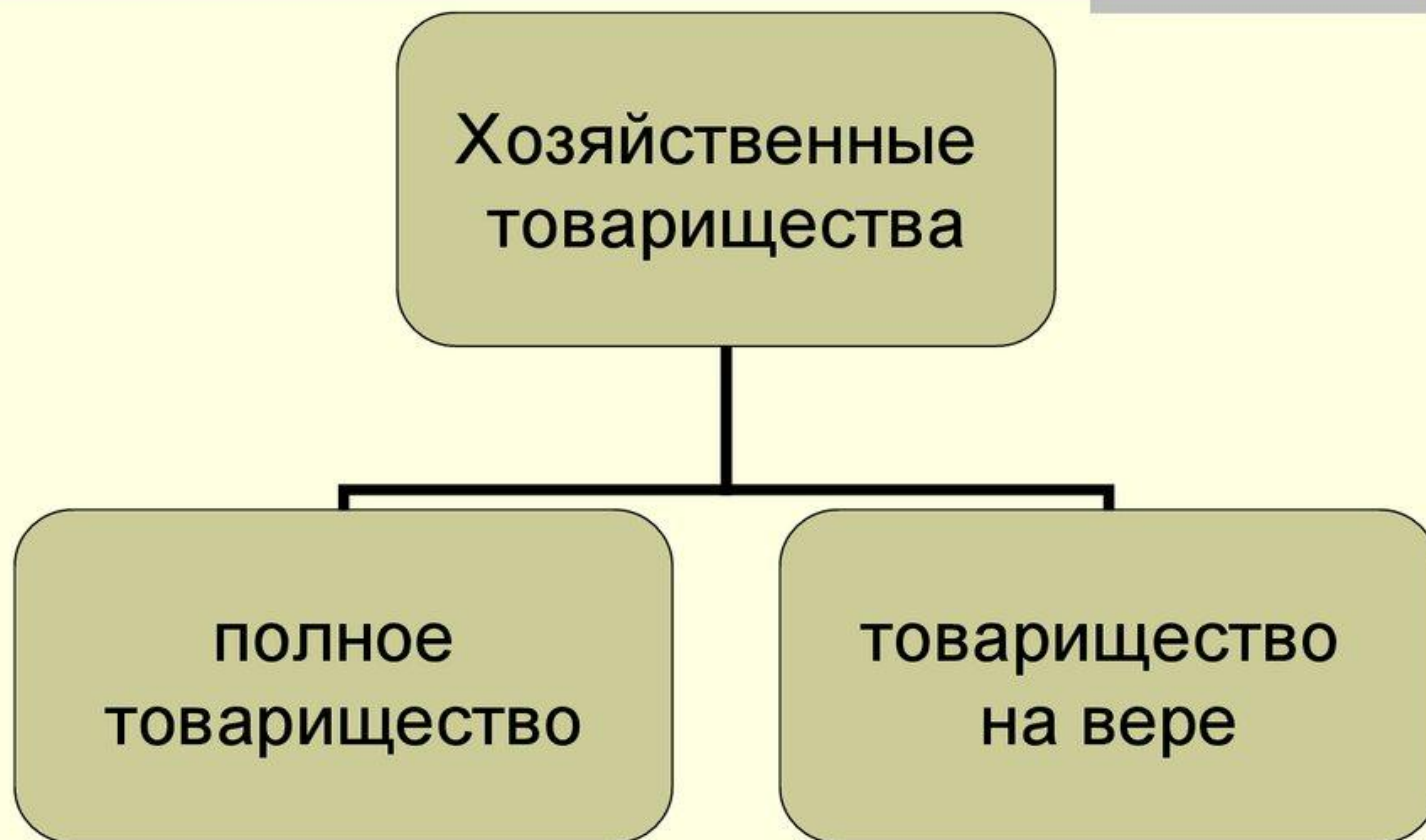 Хозяйственные
товарищества
полное
товарищество
товарищество
на вере